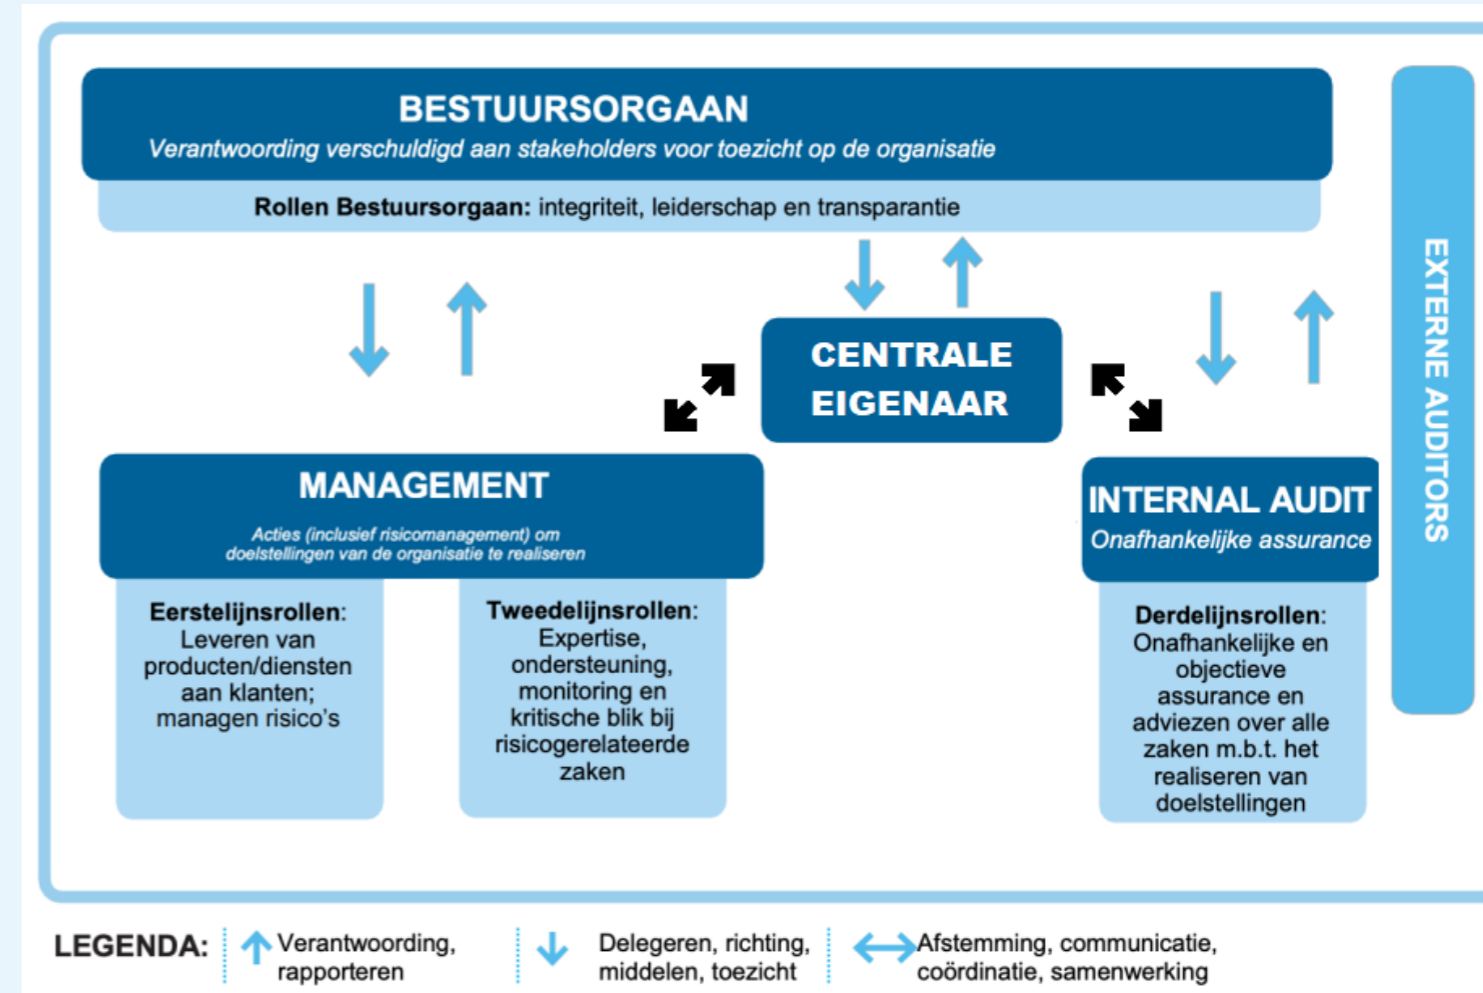 BESTUURSORGAAN
Verantwoording verschuldigd aan stakeholders voor toezicht op de organisatie
Rollen Bestuursorgaan: integriteit, leiderschap en transparantie
CENTRALE
EIGENAAR
MANAGEMENT
Acties (inclusief risicomanagement) om
doelstellingen van de organisatie te realiseren
Eerstelijnsrollen:
Leveren van
producten/diensten
aan klanten;
managen risico's
Tweedelijnsrollen:
Expertise,
ondersteuning,
monitoring en
kritische blik bij
risicogerelateerde
zaken
INTERNAL AUDIT
Onafhankelijke assurance
Derdelijnsrollen:
Onafhankelijke en
objectieve
assurance en
adviezen over alle
zaken m.b.t. het
realiseren van
doelstellingen
EXTERNE AUDITORS
LEGENDA:
Verantwoording,
rapporteren
Delegeren, richting,
middelen, toezicht
Afstemming, communicatie,
coördinatie, samenwerking